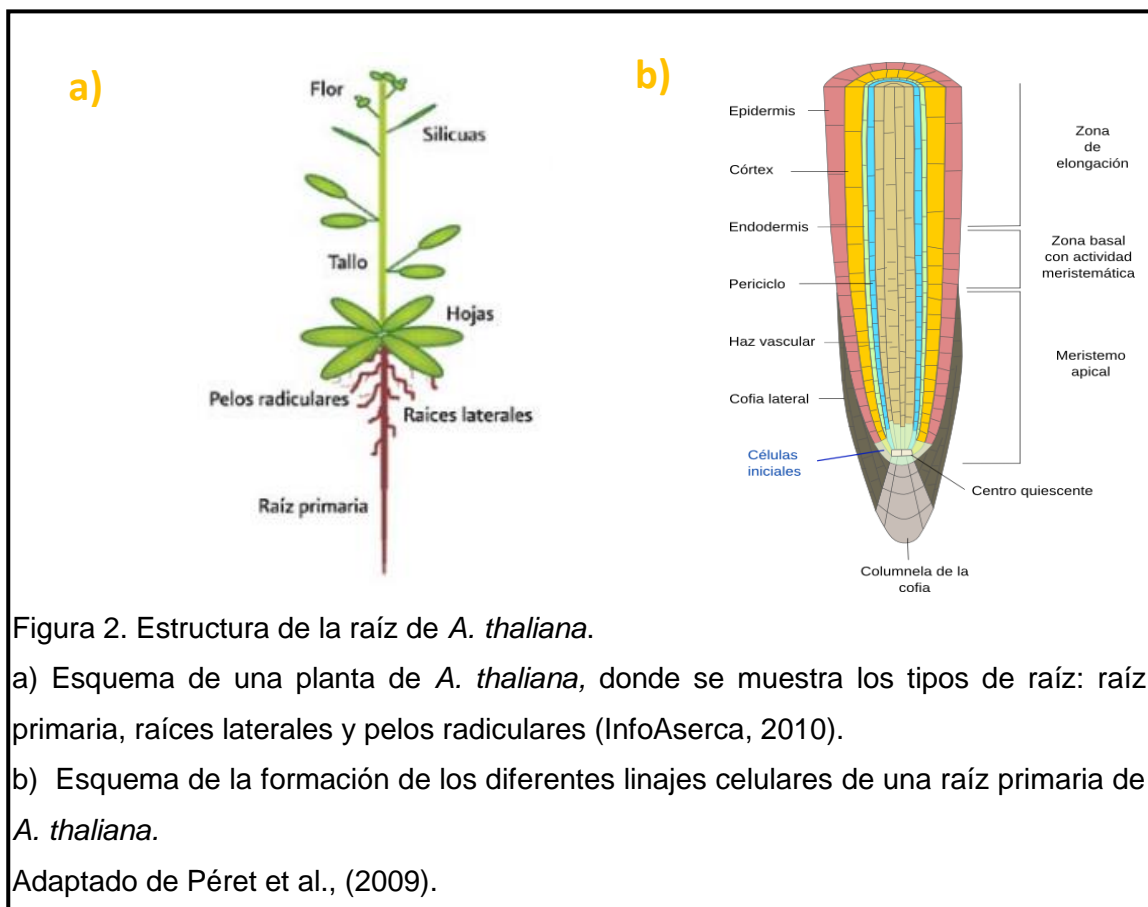 a)
Flor
Silicuas
Tallo
Hojas
Pelos radiculares
Raices laterales
Raíz primaria
b)
Epidermis
Córtex
Endodermis
Periciclo
Haz vascular
Cofia lateral
Células
iniciales
Zona
de
elongación
Zona basal
con actividad
meristemática
Meristemo
apical
Centro quiescente
Columnela de la
cofia
Figura 2. Estructura de la raíz de A. thaliana.
a) Esquema de una planta de A. thaliana, donde se muestra los tipos de raíz: raíz
primaria, raíces laterales y pelos radiculares (InfoAserca, 2010).
b) Esquema de la formación de los diferentes linajes celulares de una raíz primaria de
A. thaliana.
Adaptado de Péret et al., (2009).